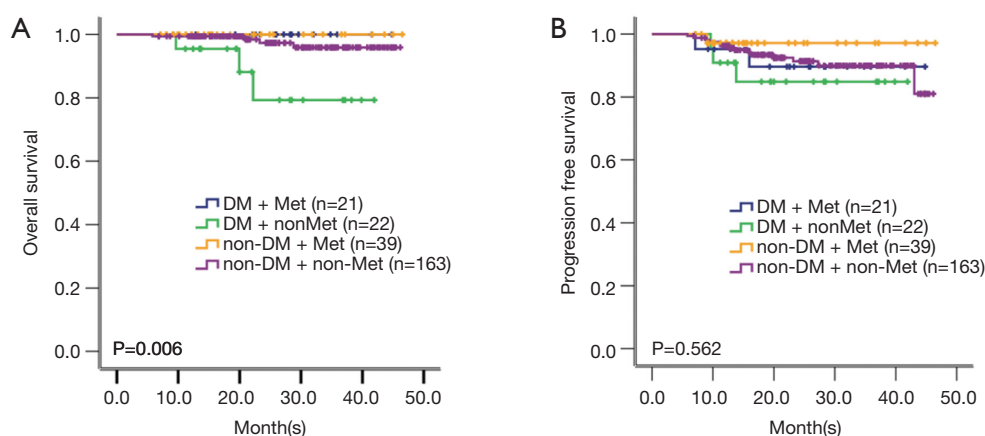 A
Overall survival
1.0
0.8
0.6
0.4
0.2
0.0
DM + Met (n=21)
DM + nonMet (n=22)
non-DM + Met (n=39)
non-DM + non-Met (n=163)
P=0.006
0.0 10.0 20.0 30.0 40.0 50.0
Month(s)
B
Progression free survival
1.0
0.8
0.6
0.4
0.2
0.0
DM + Met (n=21)
DM + nonMet (n=22)
non-DM + Met (n=39)
non-DM + non-Met (n=163)
P=0.562
0.0 10.0 20.0 30.0 40.0 50.0
Month(s)